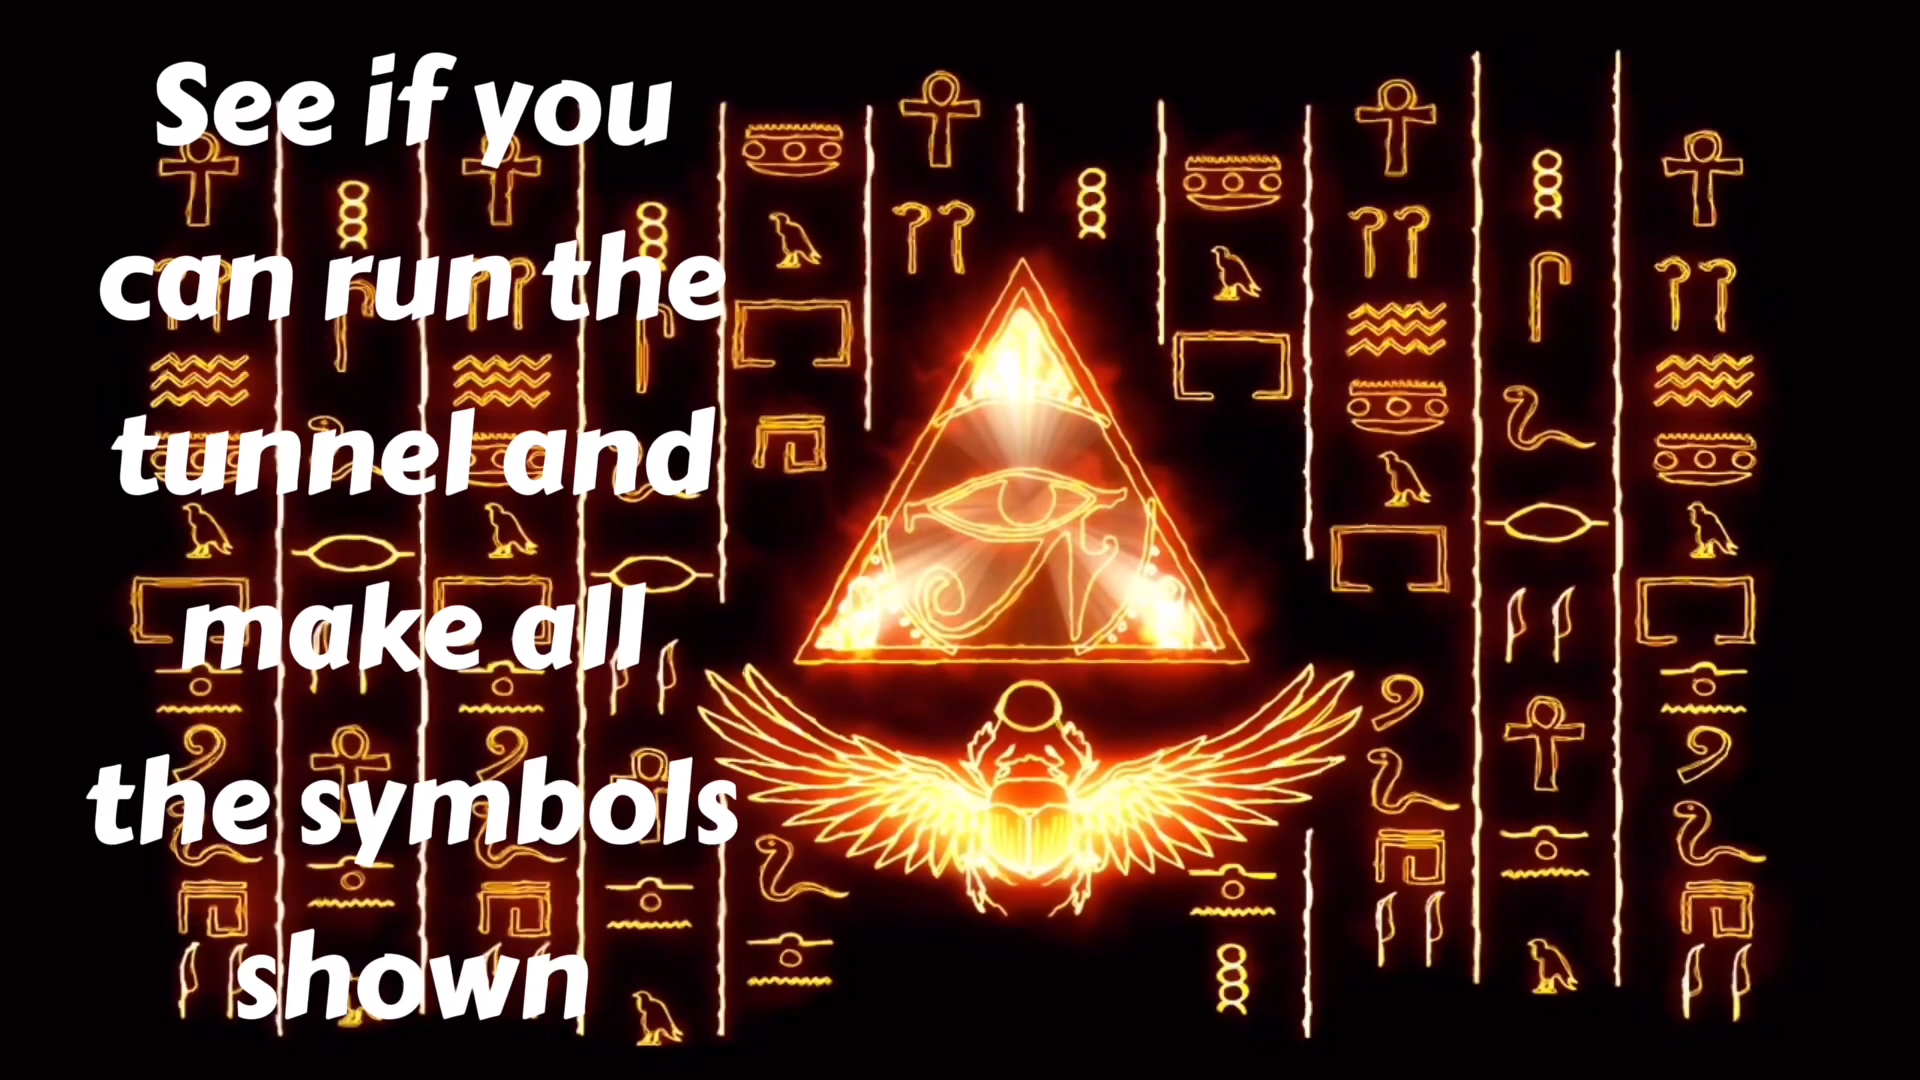 See if you
can run the
tunnel and
make all
the symbols
shown